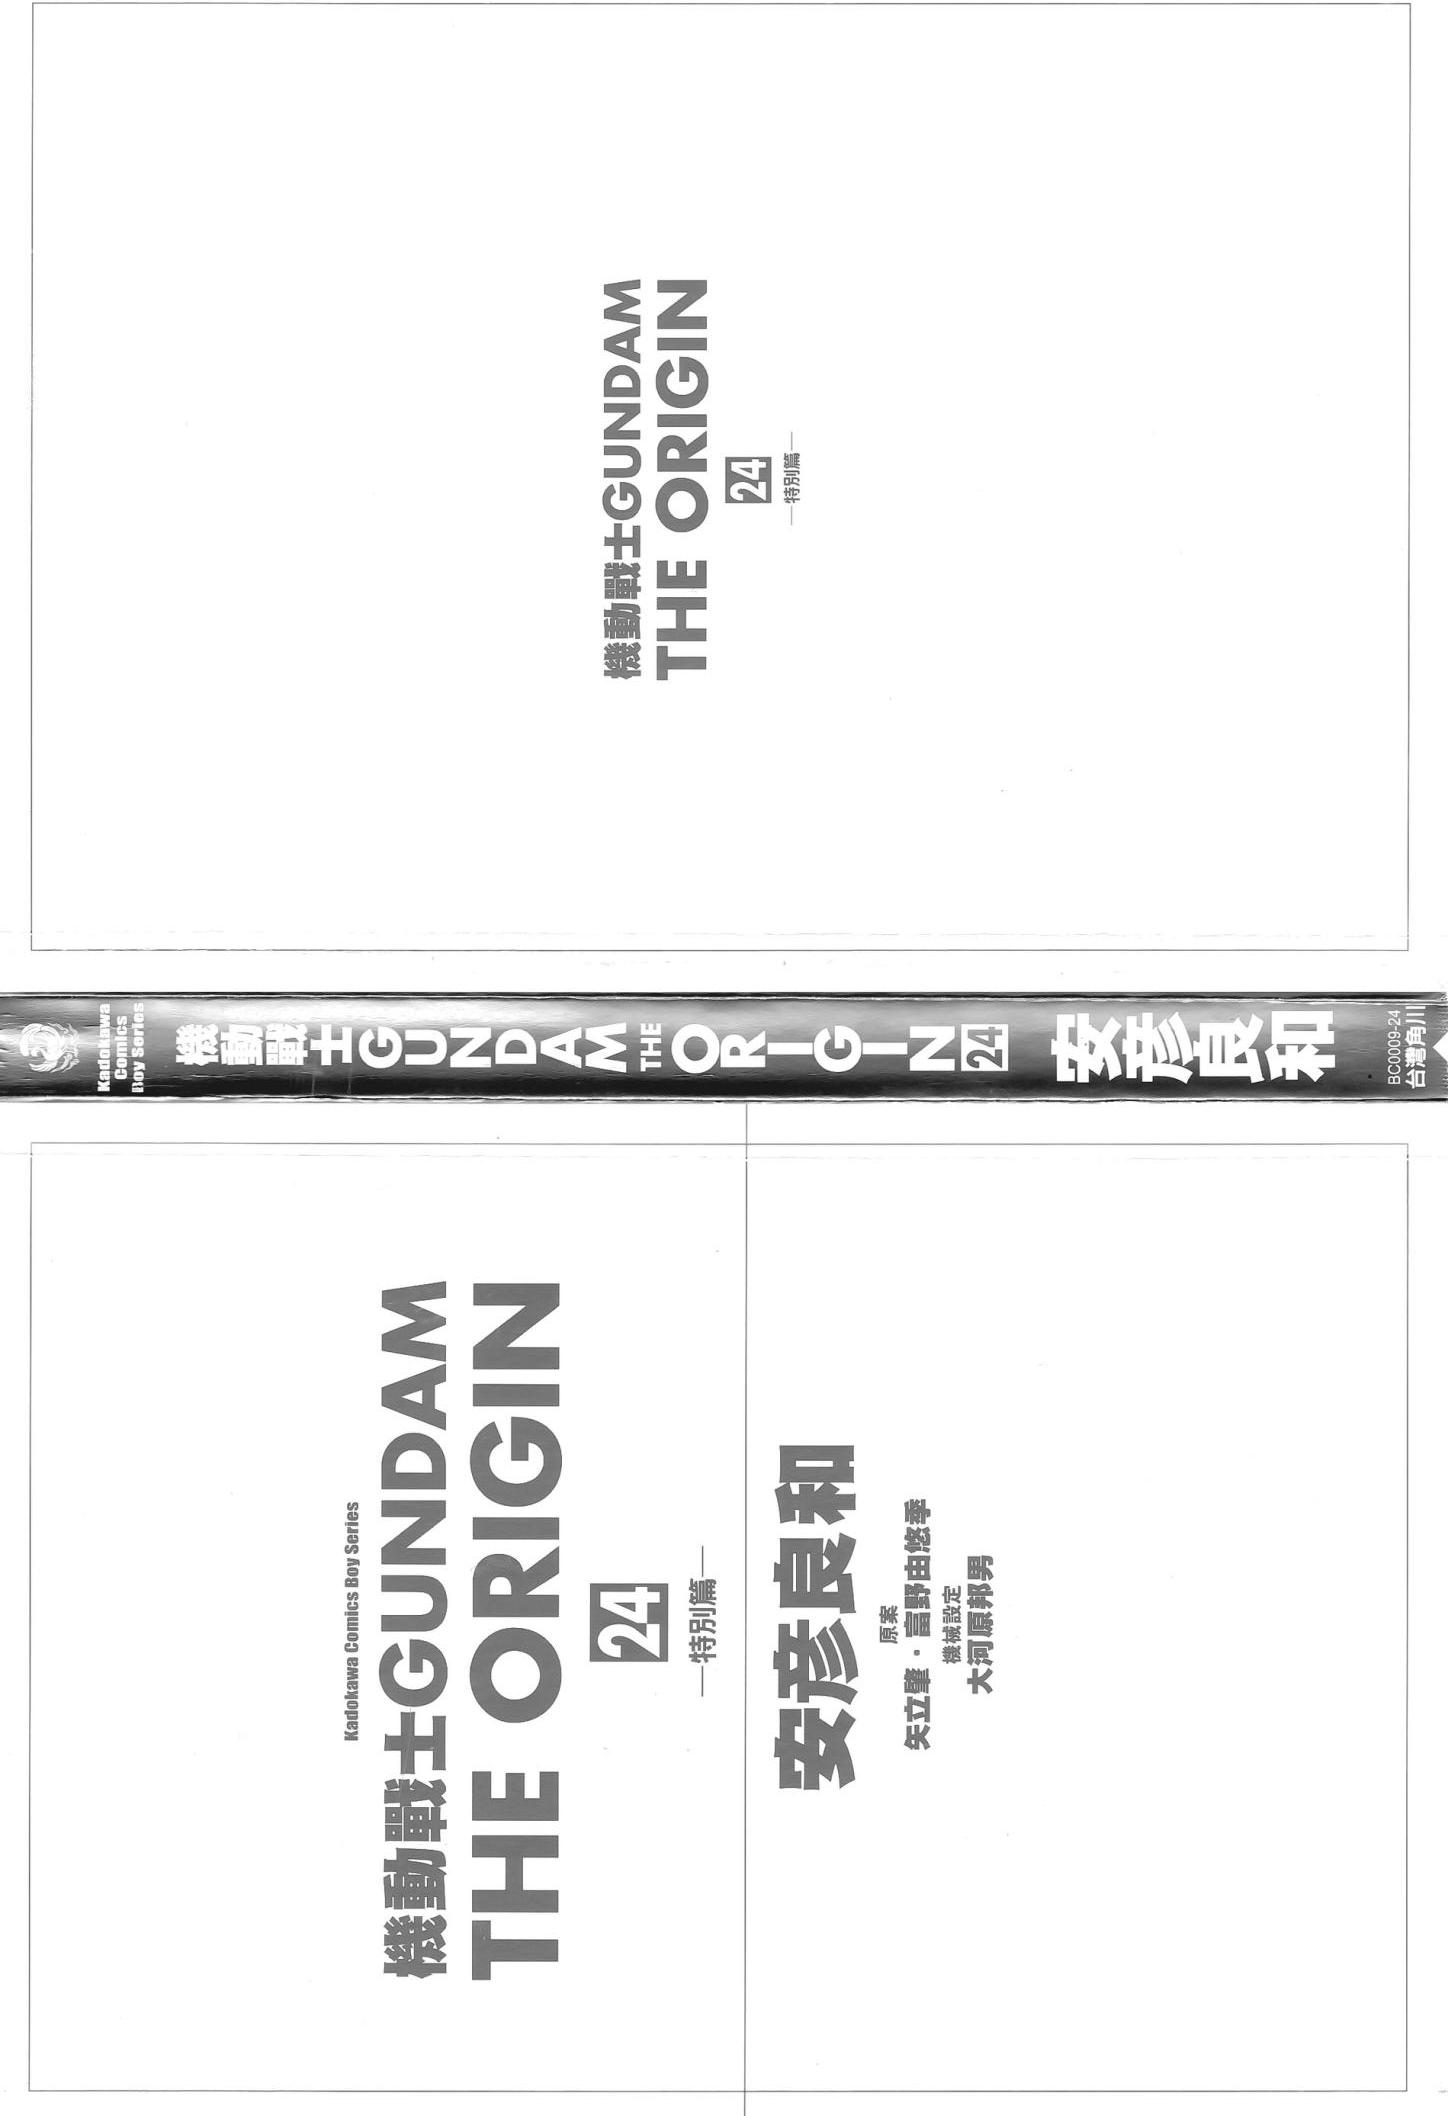 機動戰士GUNDAM
THE ORIGIN
24
特別篇
Kadokawa
Comics
Boy Series
機動戰士GUNDAM THE ORIGIN 24
安彦良和
BC0009-24
台灣角川
Kadokawa Comics Boy Series
機動戰士GUNDAM
THE ORIGIN
24
特別篇
安彦良和
原案
矢立肇・富野由悠季
機械設定
大河原邦男